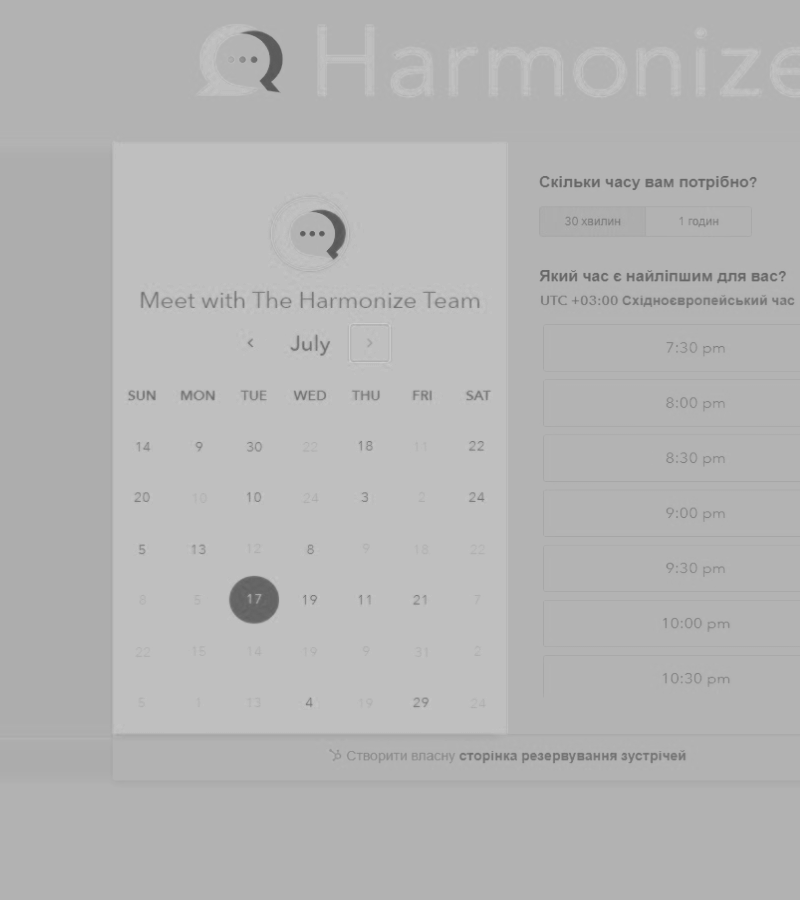 Harmonize
Meet with The Harmonize Team
July
SUN MON TUE WED THU FRI SAT
14 9 30 22 18 11 22
20 10 10 24 3 2 24
5 13 12 8 9 18 22
8 5 17 19 11 21 7
22 15 14 19 9 31 2
5 1 13 4 19 29 24
Скільки часу вам потрібно?
30 хвилин 1 годин
Який час є найліпшим для вас?
UTC +03:00 Східноєвропейський час
7:30 pm
8:00 pm
8:30 pm
9:00 pm
9:30 pm
10:00 pm
10:30 pm
Створити власну сторінка резервування зустрічей